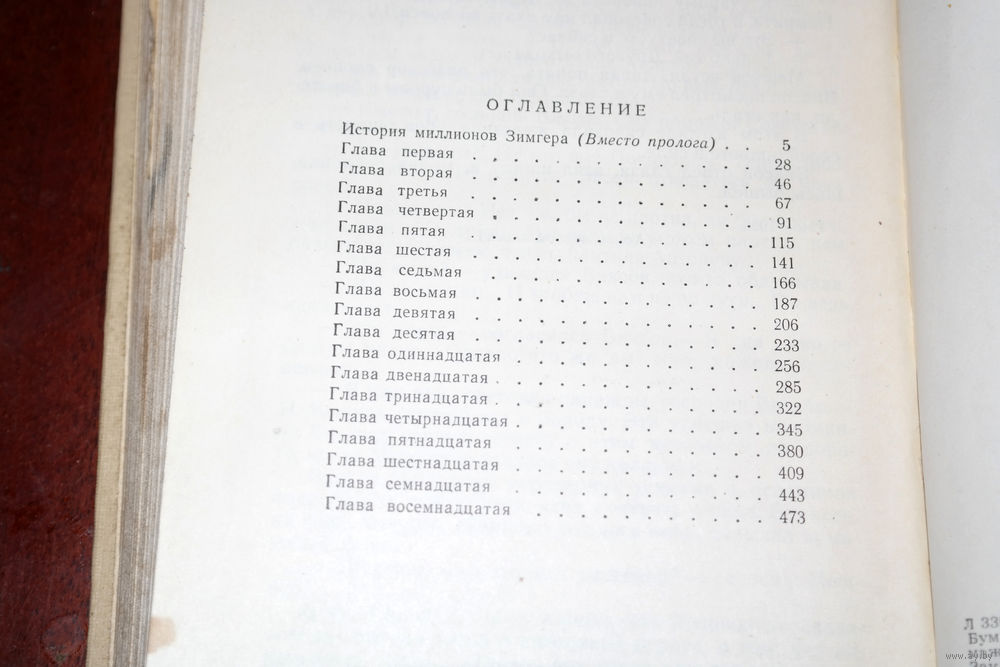 ОГЛАВЛЕНИЕ
История миллионов Зимгера (Вместо пролога) . . 5
Глава первая . . . . . . . . . . . . 28
Глава вторая . . . . . . . . . . . . 46
Глава третья . . . . . . . . . . . . 67
Глава четвертая . . . . . . . . . . . 91
Глава пятая . . . . . . . . . . . . 115
Глава шестая . . . . . . . . . . . . 141
Глава седьмая . . . . . . . . . . . 166
Глава восьмая . . . . . . . . . . . 187
Глава девятая . . . . . . . . . . . 206
Глава десятая . . . . . . . . . . . 233
Глава одиннадцатая . . . . . . . . . . 256
Глава двенадцатая . . . . . . . . . . 285
Глава тринадцатая . . . . . . . . . . 322
Глава четырнадцатая . . . . . . . . . . 345
Глава пятнадцатая . . . . . . . . . . 380
Глава шестнадцатая . . . . . . . . . . 409
Глава семнадцатая . . . . . . . . . . 443
Глава восемнадцатая . . . . . . . . . . 473
Л 33
Бум